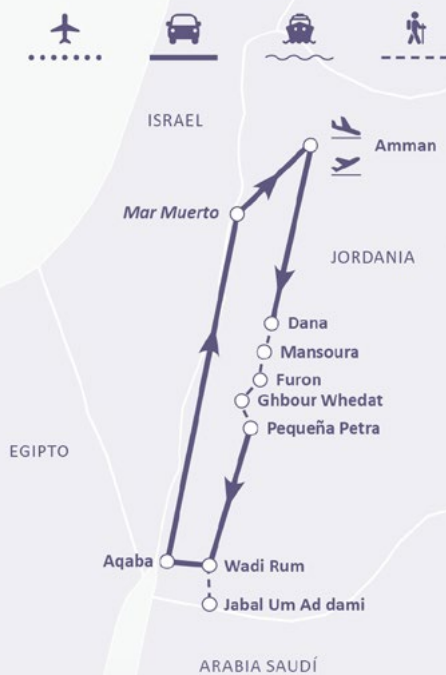 ISRAEL
Amman
Mar Muerto
JORDANIA
Dana
Mansoura
Furon
Ghbour Whedat
Pequeña Petra
EGIPTO
Aqaba
Wadi Rum
Jabal Um Ad dami
ARABIA SAUDÍ